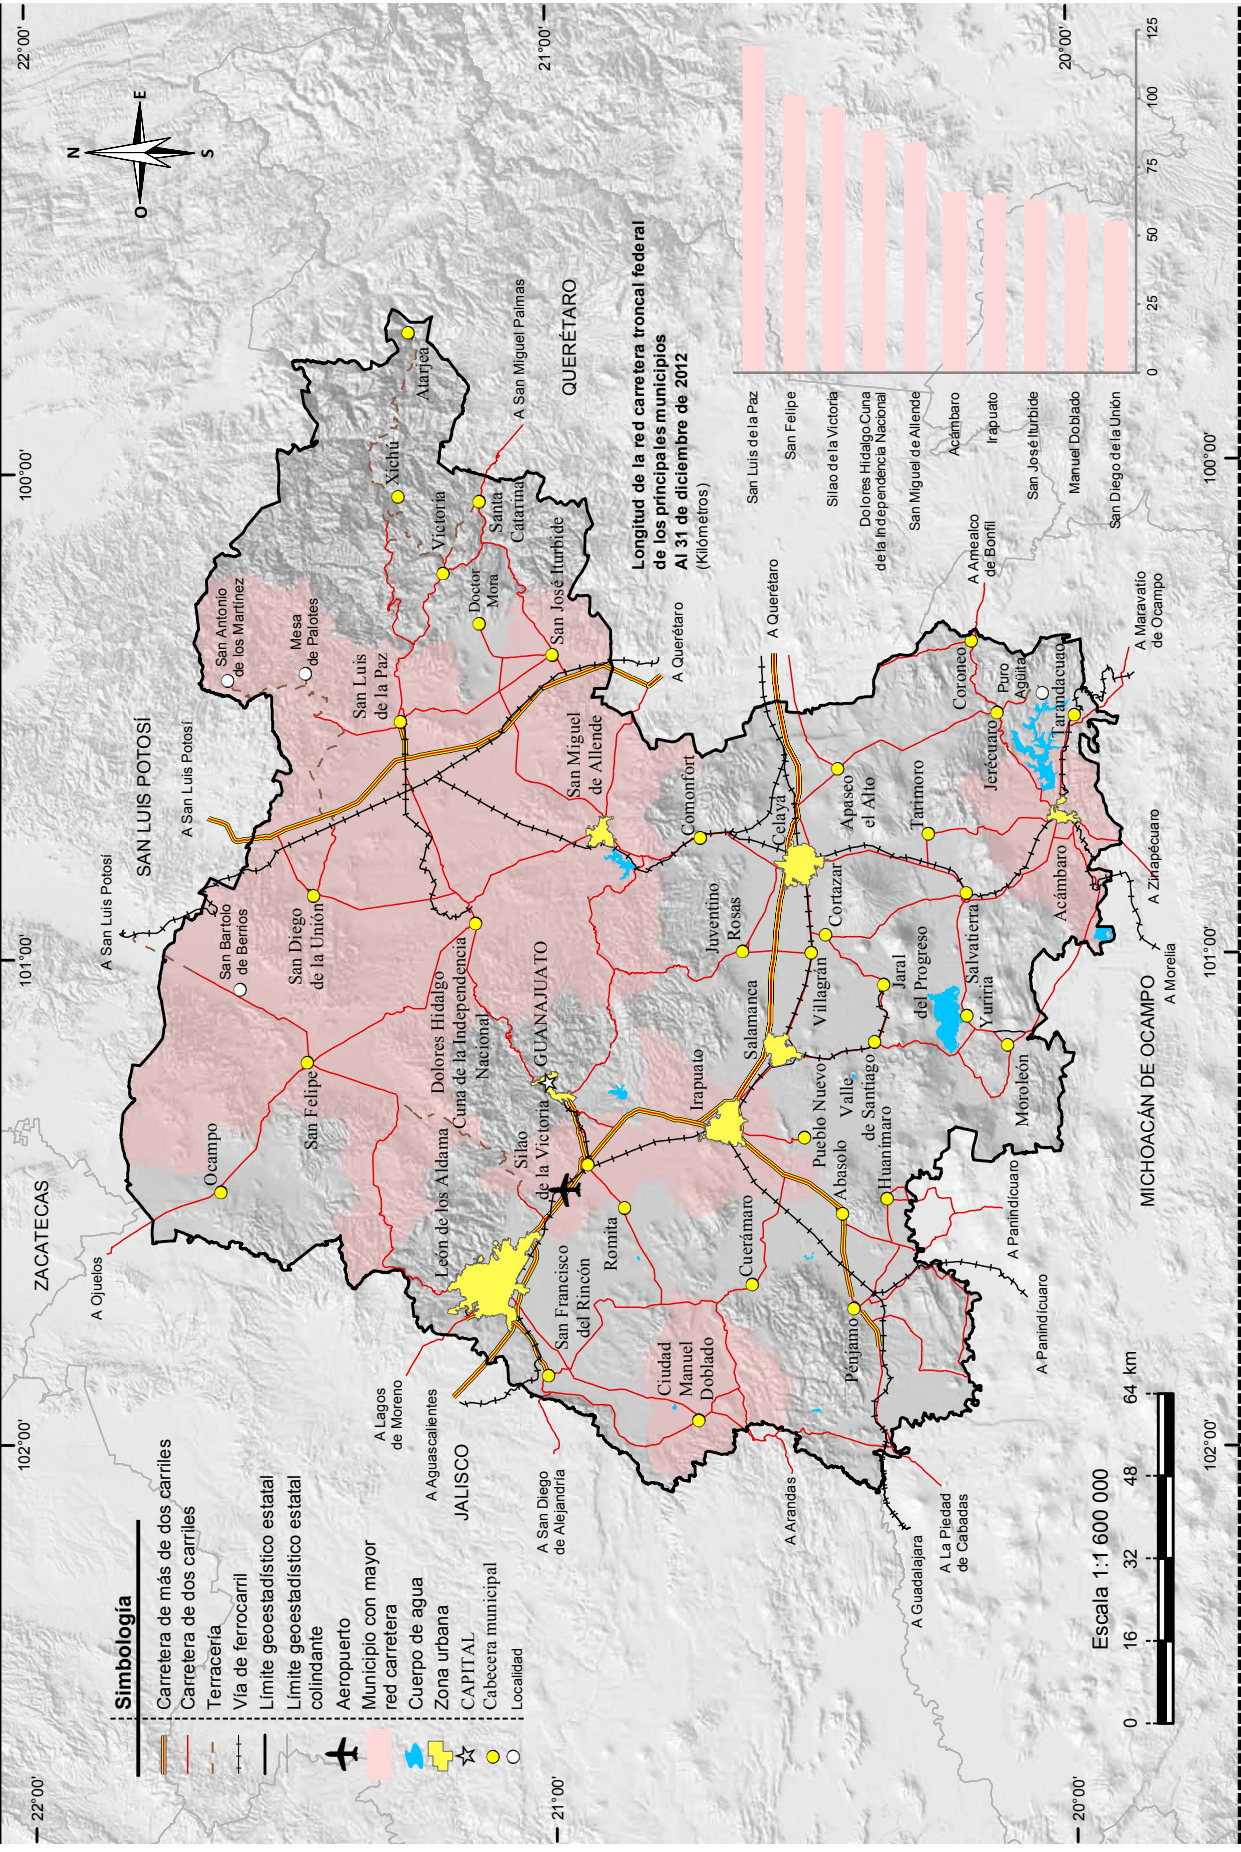 22°00'
21°00'
20°00'
22°00'
21°00'
20°00'
102°00'
101°00'
100°00'
102°00'
101°00'
100°00'
N
S
E
O
Simbología
Carretera de más de dos carriles
Carretera de dos carriles
Terracería
Vía de ferrocarril
Límite geoestadístico estatal
Límite geoestadístico estatal
colindante
Aeropuerto
Municipio con mayor
red carretera
Cuerpo de agua
Zona urbana
CAPITAL
Cabecera municipal
Localidad
ZACATECAS
SAN LUIS POTOSÍ
QUERÉTARO
JALISCO
MICHOACÁN DE OCAMPO
A Ojuelos
A San Luis Potosí
A San Luis Potosí
A San Miguel Palmas
A Querétaro
A Querétaro
A Amealco
de Bonfil
A Maravatío
de Ocampo
A Zinapécuaro
A Morelia
A Panindícuaro
A Panindícuaro
A La Piedad
de Cabadas
A Guadalajara
A Arandas
A San Diego
de Alejandría
A Aguascalientes
A Lagos
de Moreno
Ocampo
San Felipe
San Bartolo
de Berrios
San Diego
de la Unión
San Antonio
de los Martínez
Mesa
de Palotes
San Luis
de la Paz
Xichú
Atarjea
Victoria
Santa
Catarina
Doctor
Mora
San José Iturbide
Dolores Hidalgo
Cuna de la Independencia
Nacional
San Miguel
de Allende
León de los Aldama
Silao
de la Victoria
GUANAJUATO
San Francisco
del Rincón
Romita
Irapuato
Salamanca
Juventino
Rosas
Celaya
Comonfort
Apaseo
el Alto
Villagrán
Cortazar
Tarimoro
Jerécuaro
Coroneo
Puro
Agüita
Tarandacuao
Acámbaro
Salvatierra
Jaral
del Progreso
Yuriria
Moroleón
Valle
de Santiago
Pueblo Nuevo
Abasolo
Huanímaro
Cuerámaro
Pénjamo
Ciudad
Manuel
Doblado
Longitud de la red carretera troncal federal
de los principales municipios
Al 31 de diciembre de 2012
(Kilómetros)
San Luis de la Paz
San Felipe
Silao de la Victoria
Dolores Hidalgo Cuna
de la Independencia Nacional
San Miguel de Allende
Acámbaro
Irapuato
San José Iturbide
Manuel Doblado
San Diego de la Unión
0
25
50
75
100
125
Escala 1:1 600 000
0
16
32
48
64 km